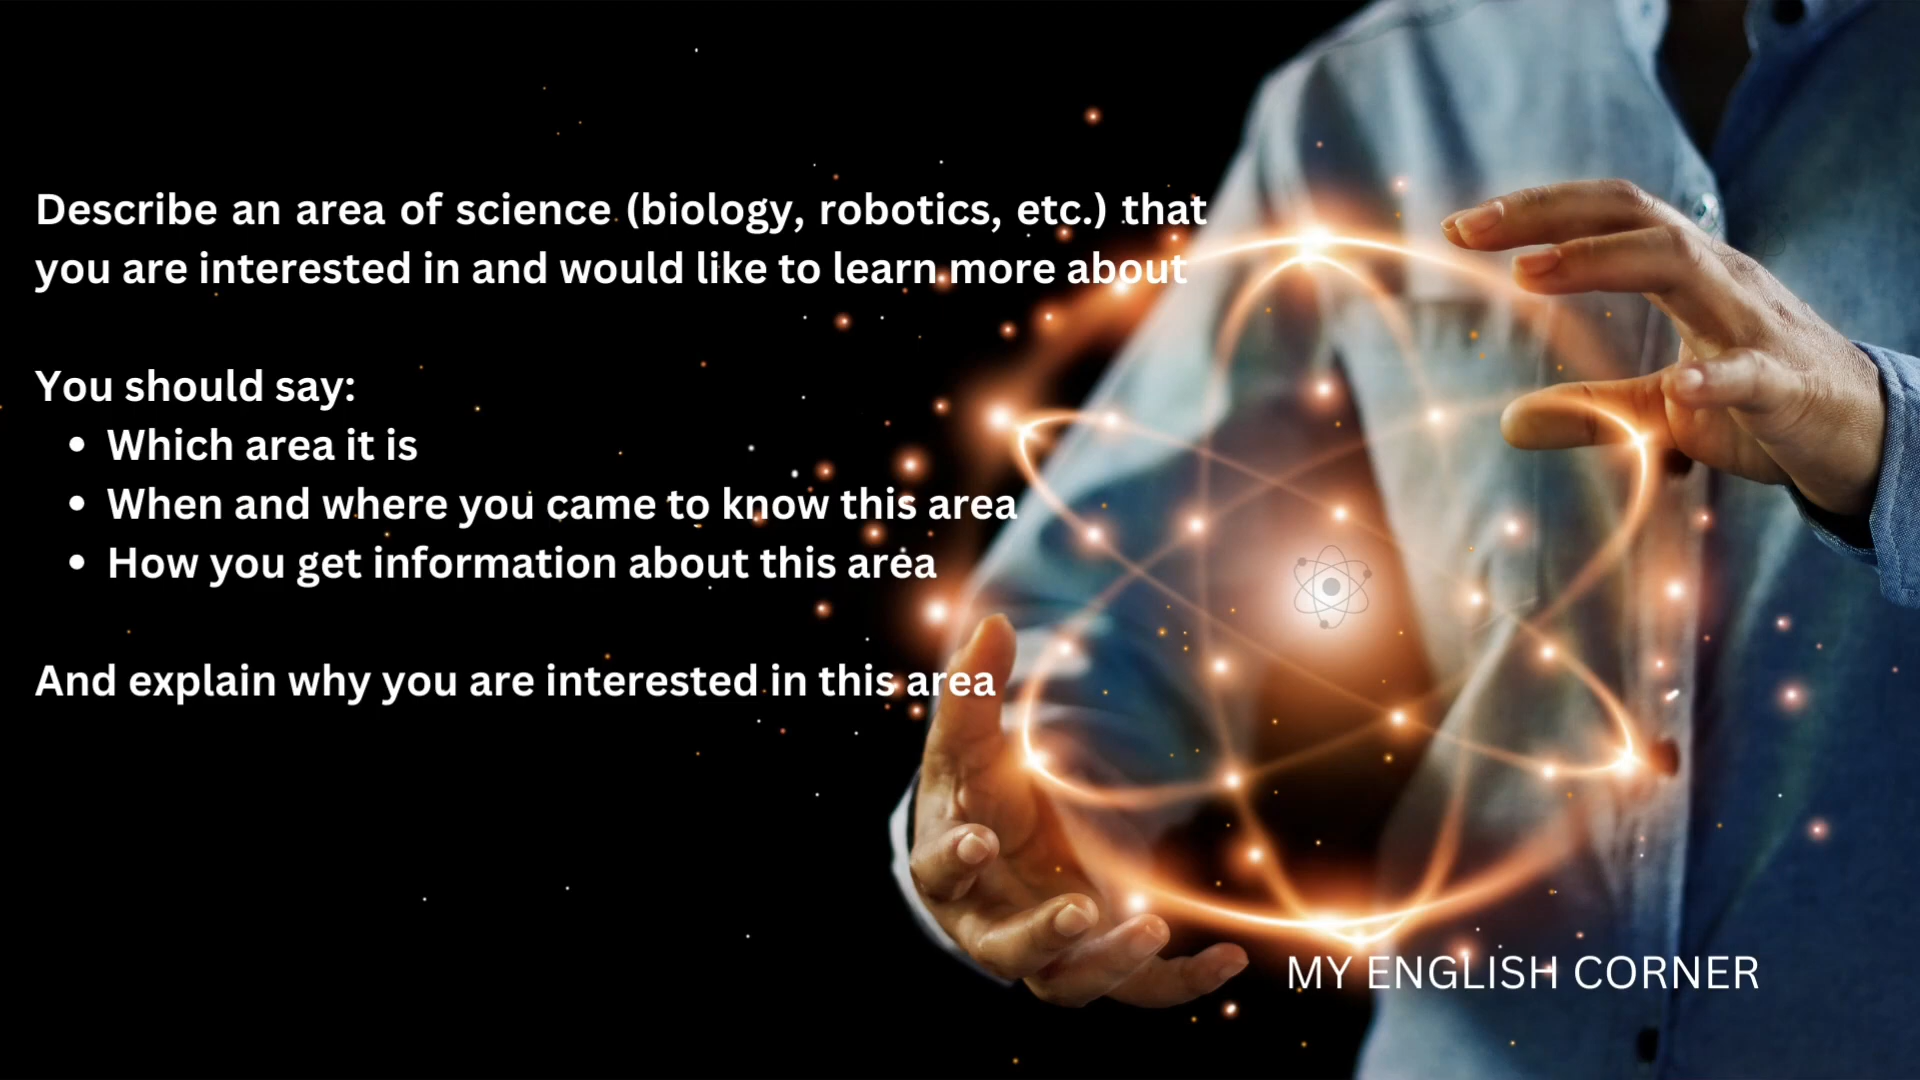 Describe an area of science (biology, robotics, etc.) that
you are interested in and would like to learn more about
You should say:
• Which area it is
• When and where you came to know this area
• How you get information about this area
And explain why you are interested in this area
MY ENGLISH CORNER